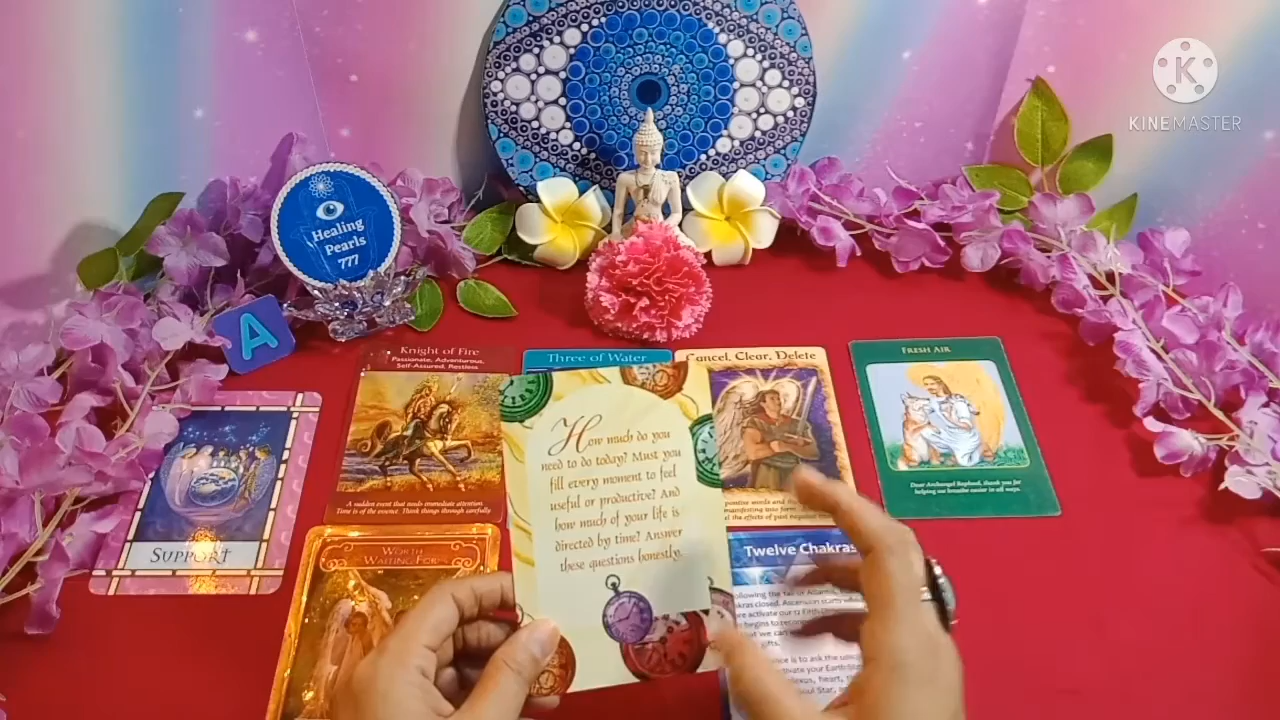 KINEMASTER
Healing
Pearls
777
A
Knight of Fire
Passionate, Adventurous,
Self-Assured, Restless
Three of Water
Cancel, Clear, Delete
FRESH AIR
How much do you
need to do today? Must you
fill every moment to feel
useful or productive? And
how much of your life is
directed by time? Answer
these questions honestly.
A sudden event that needs immediate attention.
Time is of the essence. Think things through carefully.
Dear Archangel Raphael, thank you for
helping me breathe easier in all ways.
SUPPORT
WORTH
WAITING FOR
Twelve Chakras